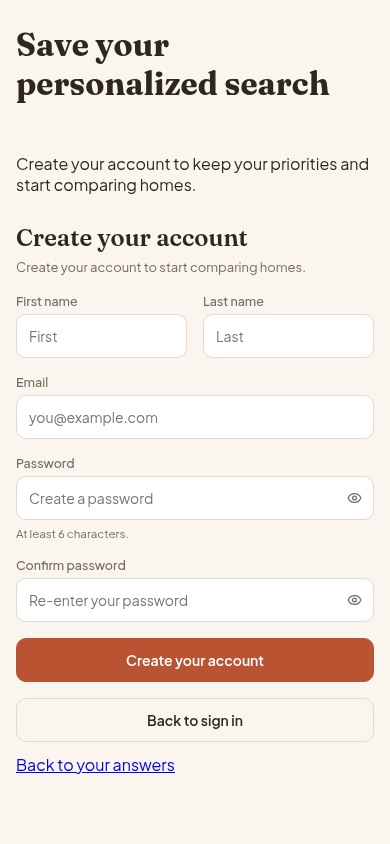 Save your
personalized search
Create your account to keep your priorities and
start comparing homes.
Create your account
Create your account to start comparing homes.
First name
Last name
First
Last
Email
you@example.com
Password
Create a password
At least 6 characters.
Confirm password
Re-enter your password
Create your account
Back to sign in
Back to your answers